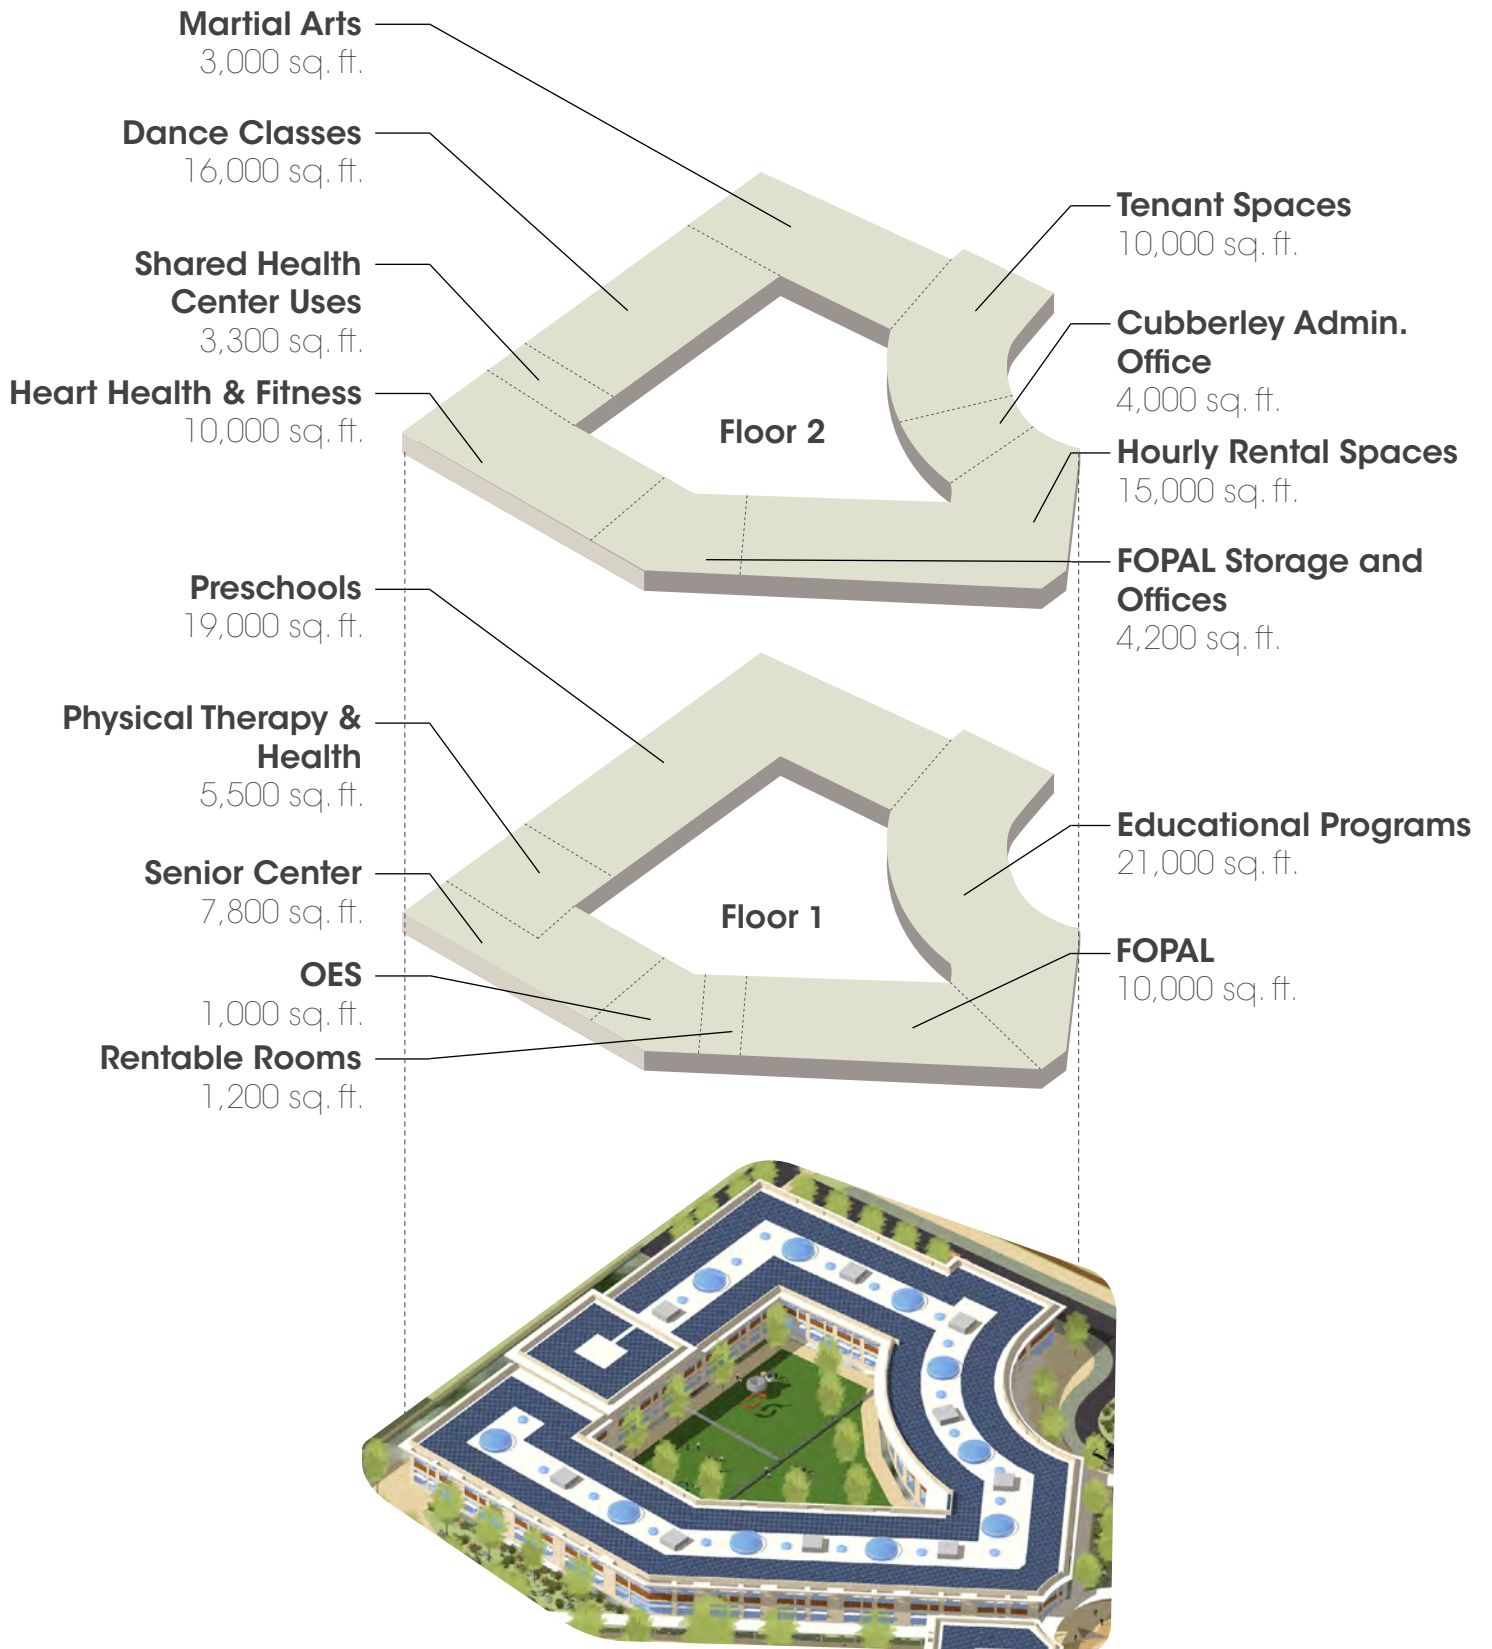 Martial Arts
3,000 sq. ft.
Dance Classes
16,000 sq. ft.
Shared Health
Center Uses
3,300 sq. ft.
Heart Health & Fitness
10,000 sq. ft.
Tenant Spaces
10,000 sq. ft.
Cubberley Admin.
Office
4,000 sq. ft.
Hourly Rental Spaces
15,000 sq. ft.
FOPAL Storage and
Offices
4,200 sq. ft.
Floor 2
Preschools
19,000 sq. ft.
Physical Therapy &
Health
5,500 sq. ft.
Senior Center
7,800 sq. ft.
OES
1,000 sq. ft.
Rentable Rooms
1,200 sq. ft.
Floor 1
Educational Programs
21,000 sq. ft.
FOPAL
10,000 sq. ft.